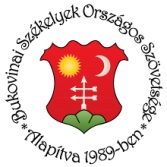 Bukovinai Székelyek Országos Szövetsége
* Alapítva 1989-ben *